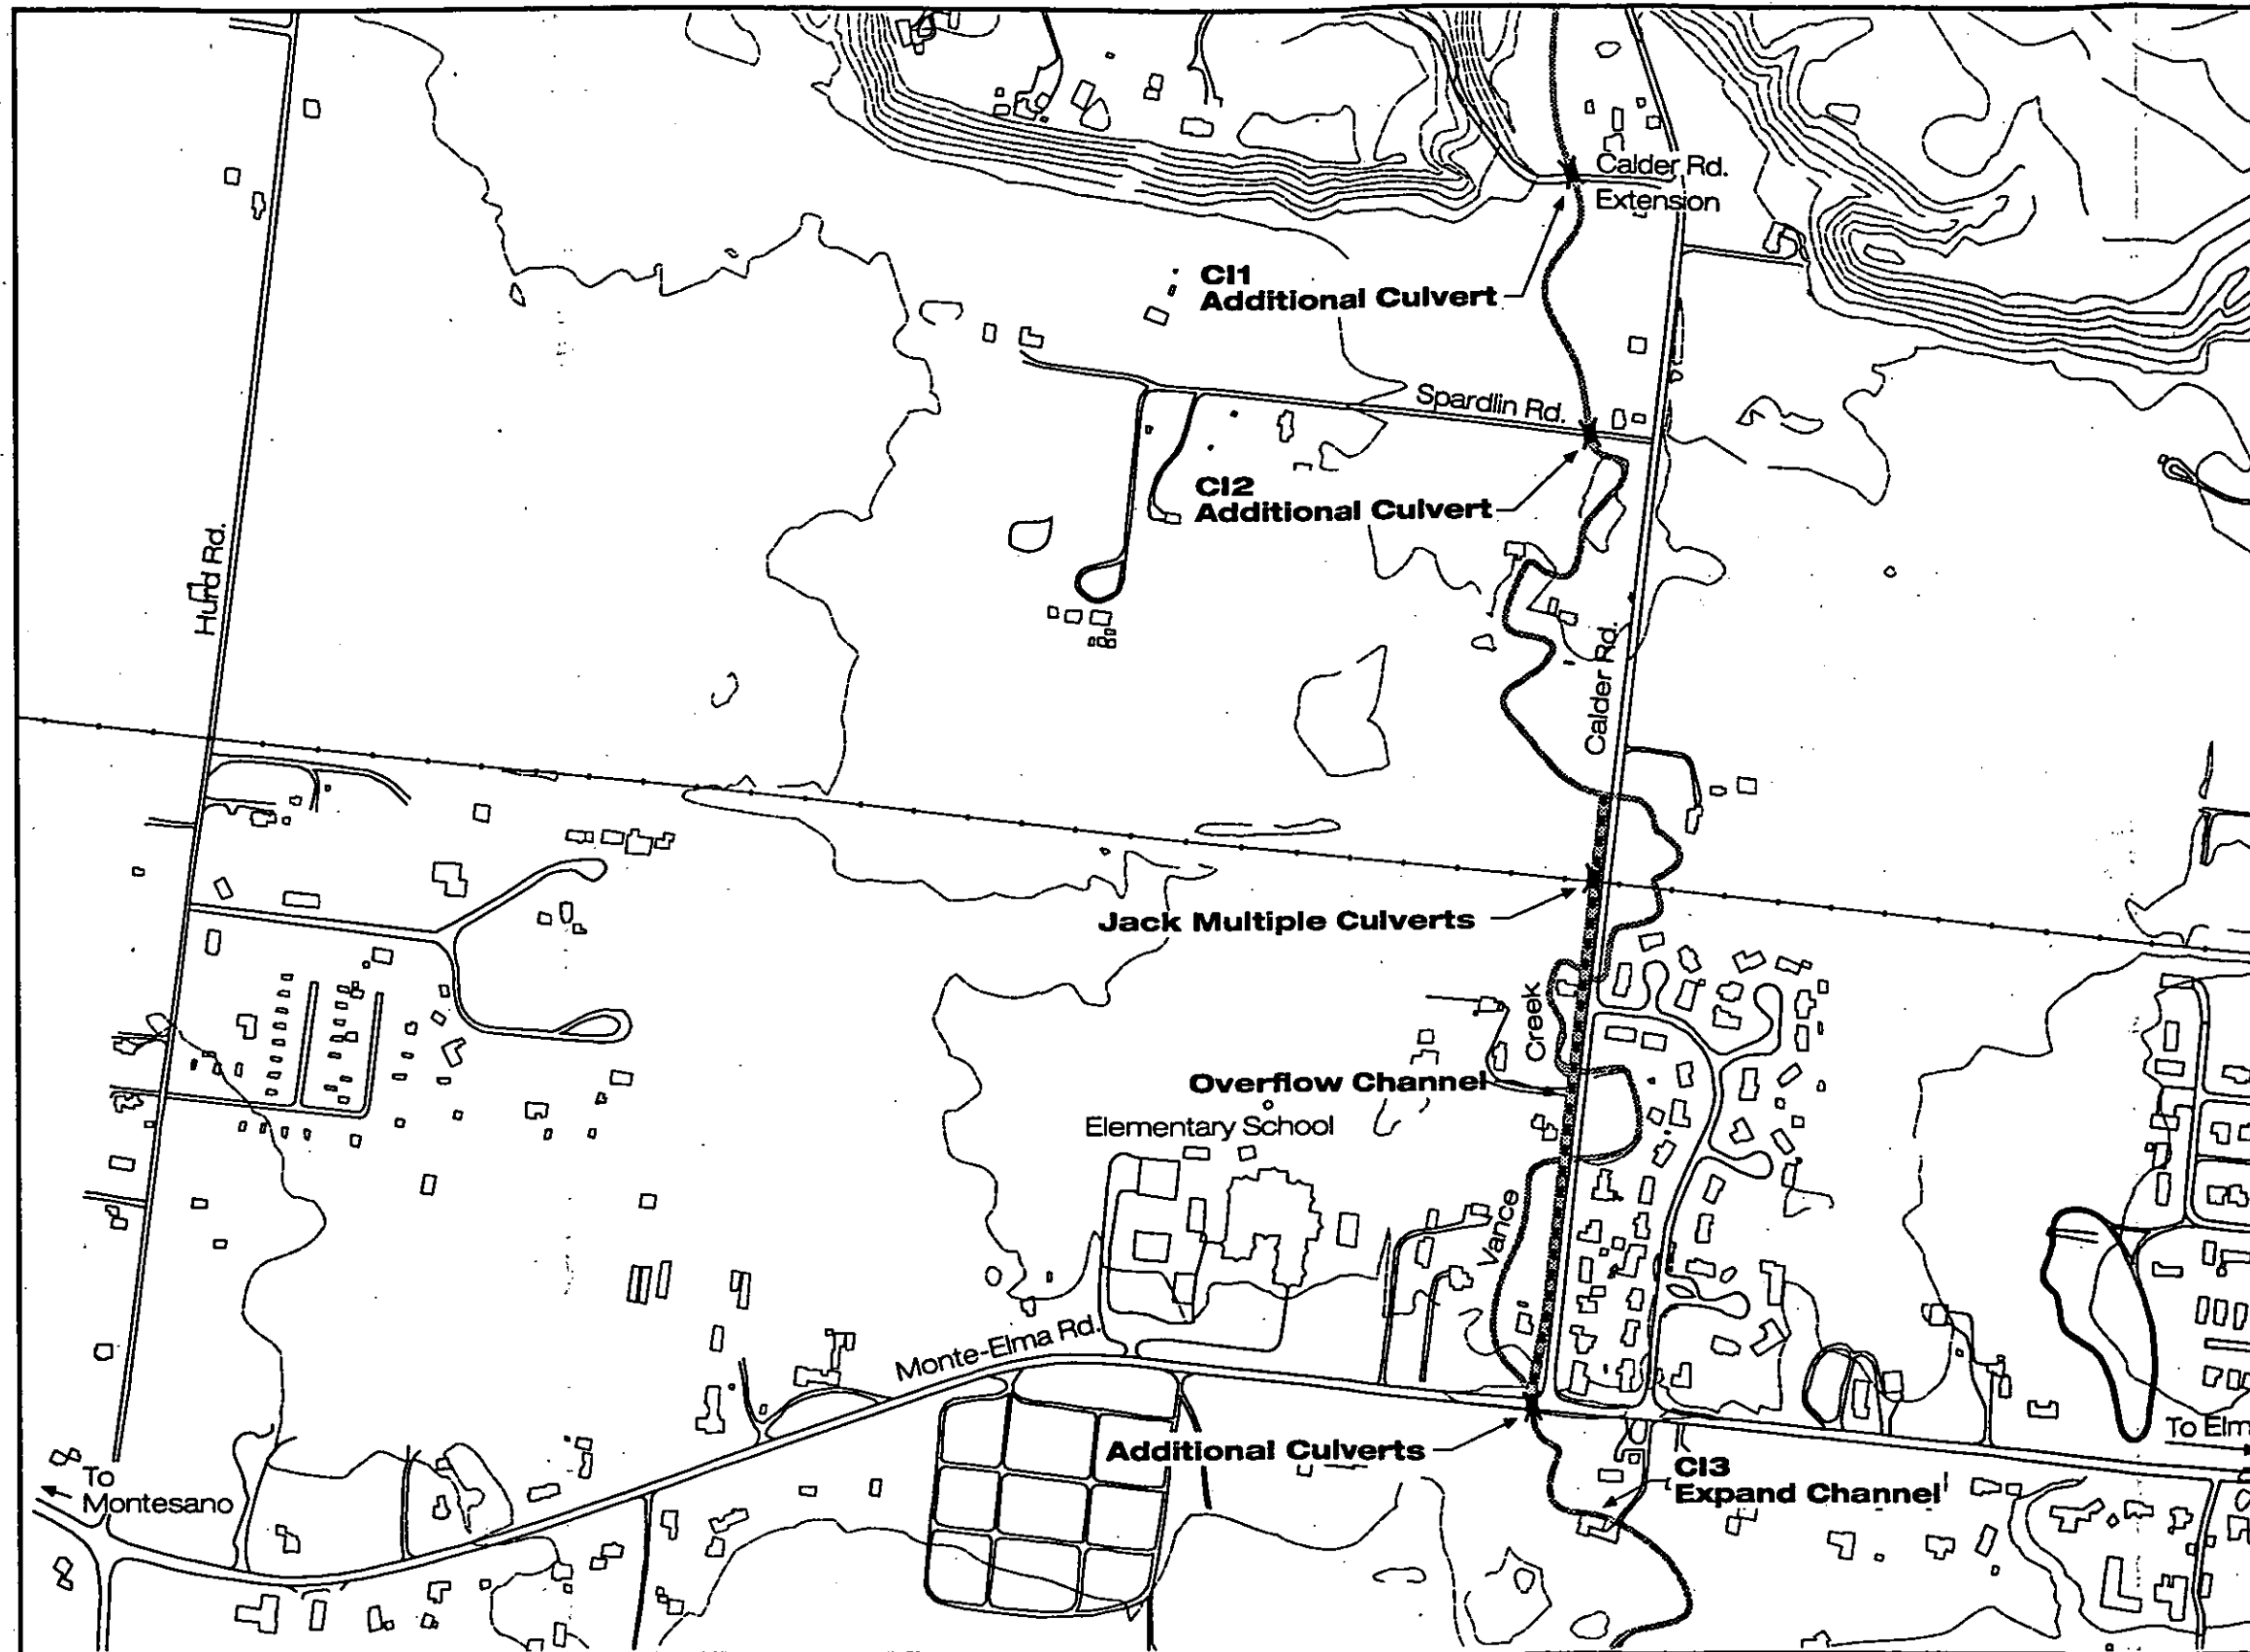 Calder Rd.
Extension
CI1
Additional Culvert
Spardlin Rd.
CI2
Additional Culvert
Hurd Rd.
Calder Rd.
Jack Multiple Culverts
Creek
Overflow Channel
Elementary School
Vance
Monte-Elma Rd.
Additional Culverts
To Elm
CI3
Expand Channel
To
Montesano